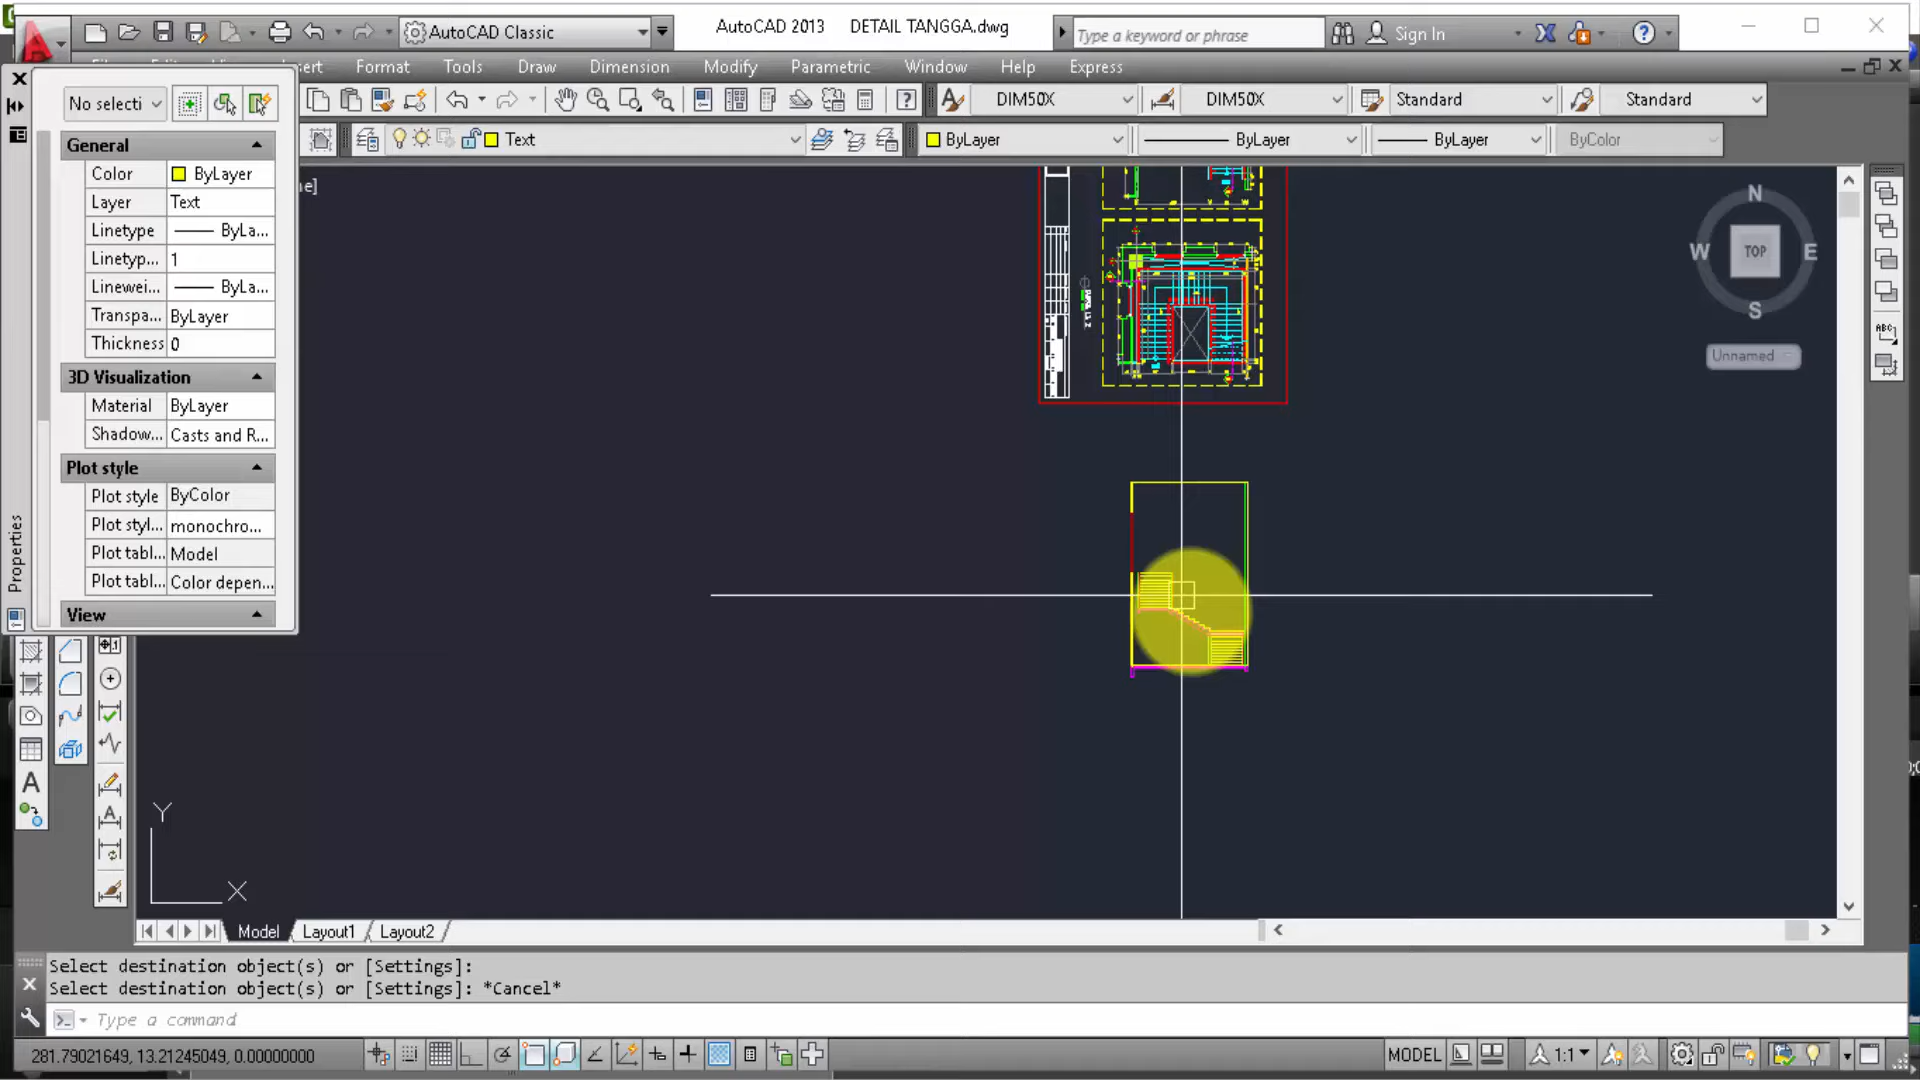 AutoCAD Classic
AutoCAD 2013 DETAIL TANGGA.dwg
Type a keyword or phrase
Sign In
Format Tools Draw Dimension Modify Parametric Window Help Express
No selecti
DIM50X
DIM50X
Standard
Standard
Text
ByLayer
ByLayer
ByLayer
ByColor
General
Color ByLayer
Layer Text
Linetype ByLa...
Linetyp... 1
Linewei... ByLa...
Transpa... ByLayer
Thickness 0
3D Visualization
Material ByLayer
Shadow... Casts and R...
Plot style
Plot style ByColor
Plot styl... monochro...
Plot tabl... Model
Plot tabl... Color depen...
View
Properties
N
W TOP E
S
Unnamed
Y
X
Model Layout1 Layout2
Select destination object(s) or [Settings]:
Select destination object(s) or [Settings]: *Cancel*
Type a command
281.79021649, 13.21245049, 0.00000000
MODEL
1:1